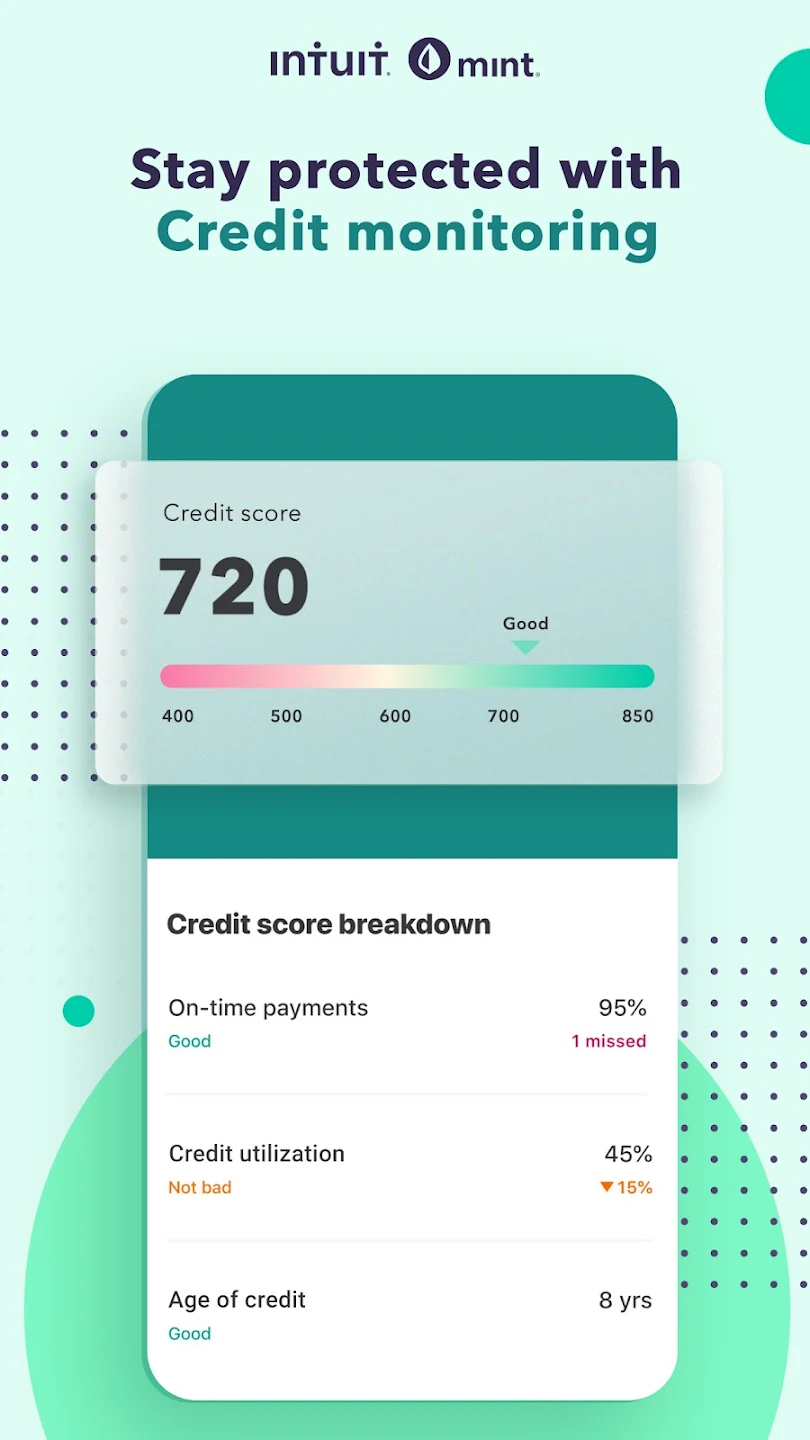 intuit mint
Stay protected with
Credit monitoring
Credit score
720
Good
400 500 600 700 850
Credit score breakdown
On-time payments 95%
Good 1 missed
Credit utilization 45%
Not bad ▼15%
Age of credit 8 yrs
Good